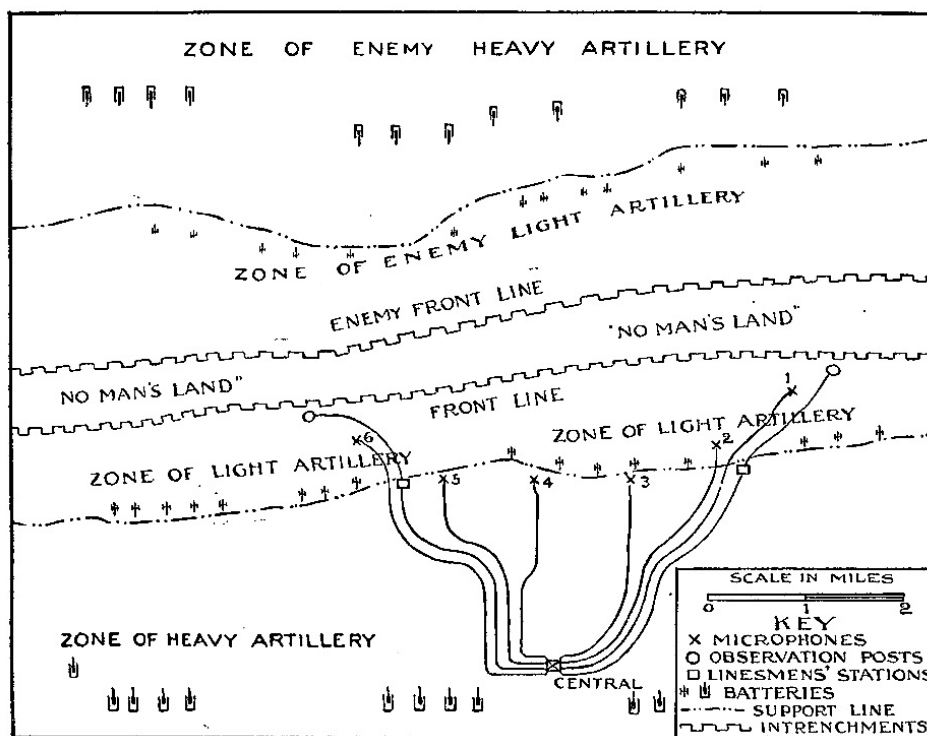 ZONE OF ENEMY HEAVY ARTILLERY
ZONE OF ENEMY LIGHT ARTILLERY
ENEMY FRONT LINE
"NO MAN'S LAND"
NO MAN'S LAND"
FRONT LINE
1
ZONE OF LIGHT ARTILLERY
2
6
ZONE OF LIGHT ARTILLERY
5
4
3
ZONE OF HEAVY ARTILLERY
CENTRAL
SCALE IN MILES
0 1 2
KEY
MICROPHONES
OBSERVATION POSTS
LINESMENS' STATIONS
BATTERIES
SUPPORT LINE
INTRENCHMENTS